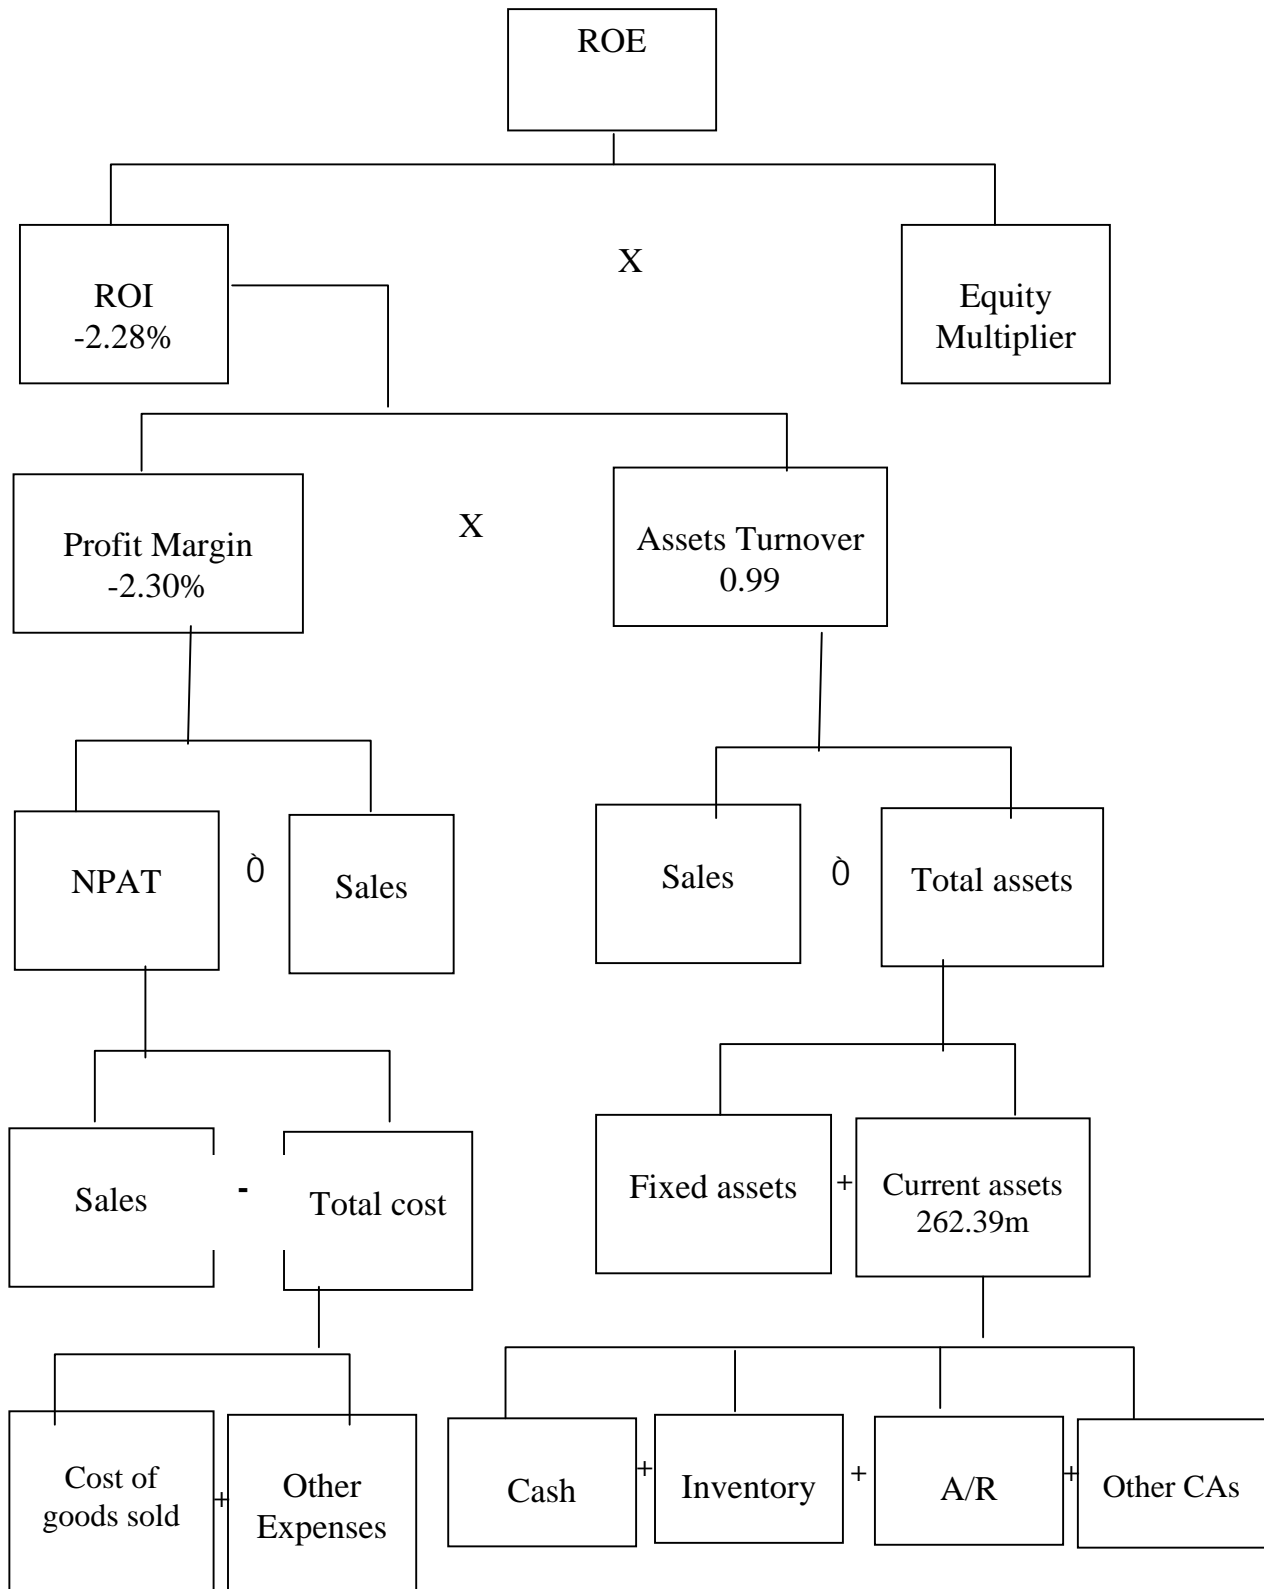 ROE
X
ROI
-2.28%
Equity
Multiplier
X
Profit Margin
-2.30%
Assets Turnover
0.99
NPAT
Ò
Sales
Sales
Ò
Total assets
Sales
-
Total cost
Fixed assets
+
Current assets
262.39m
Cost of
goods sold
+
Other
Expenses
Cash
+
Inventory
+
A/R
+
Other CAs